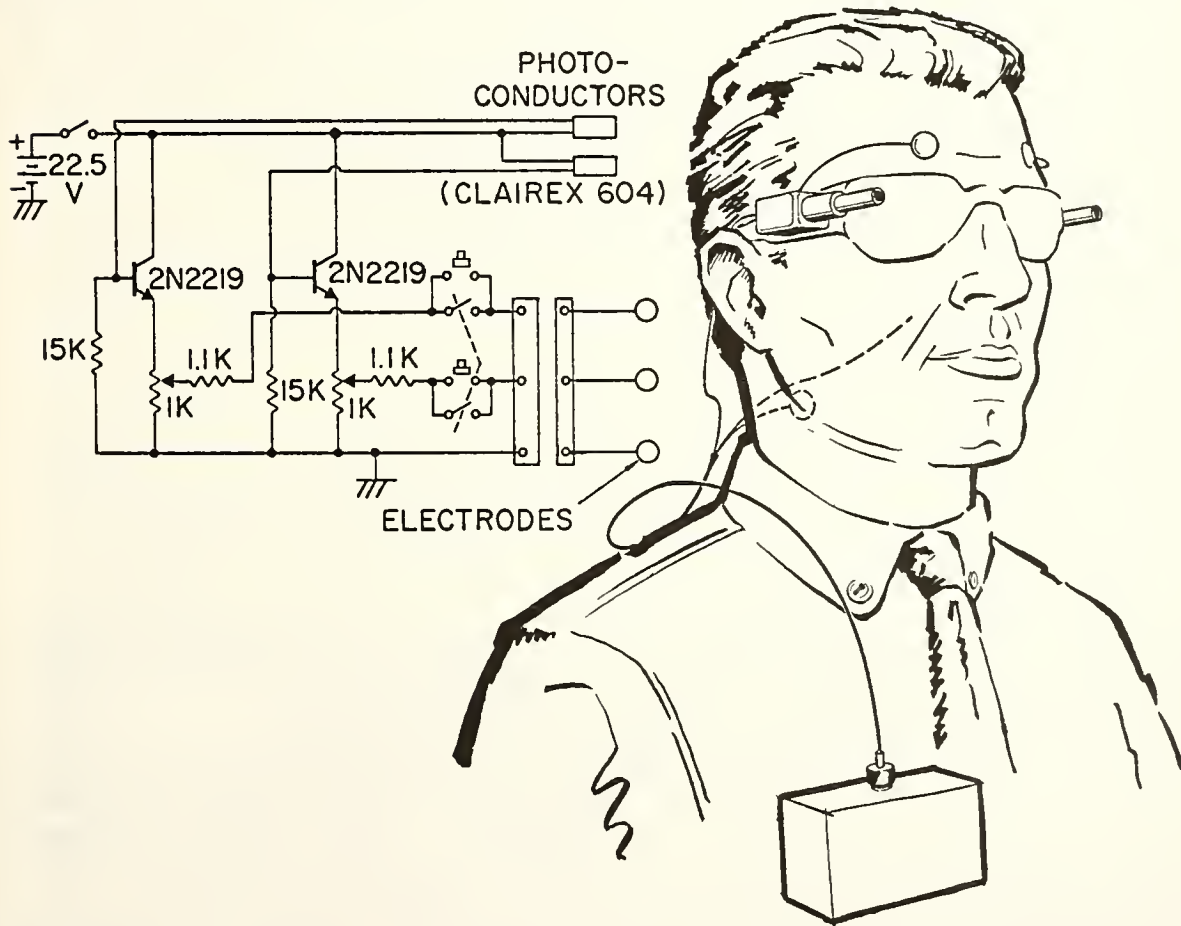 PHOTO-
CONDUCTORS
+
22.5
-
V
(CLAIREX 604)
2N2219
2N2219
15K
1.1K
1.1K
15K
1K
1K
ELECTRODES